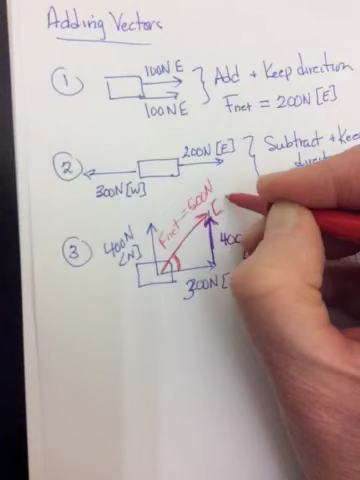 Adding Vectors
① 100N E
100N E
Add + Keep direction
Fnet = 200N [E]
② 200N [E]
300N [W]
Subtract + Keep
③ 400N
[N]
Fnet = 500N [
400
300N [